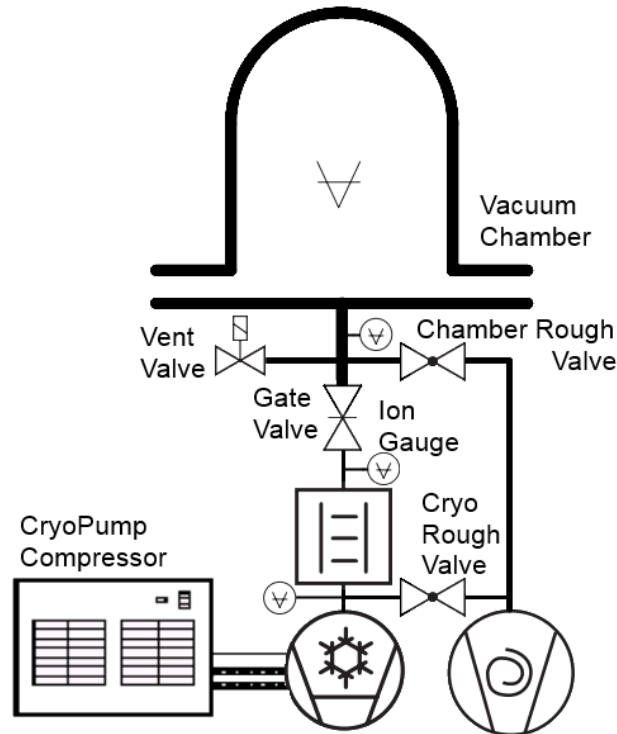 Vacuum
Chamber
Vent
Valve
Chamber Rough
Valve
Gate
Valve
Ion
Gauge
Cryo
Rough
Valve
CryoPump
Compressor